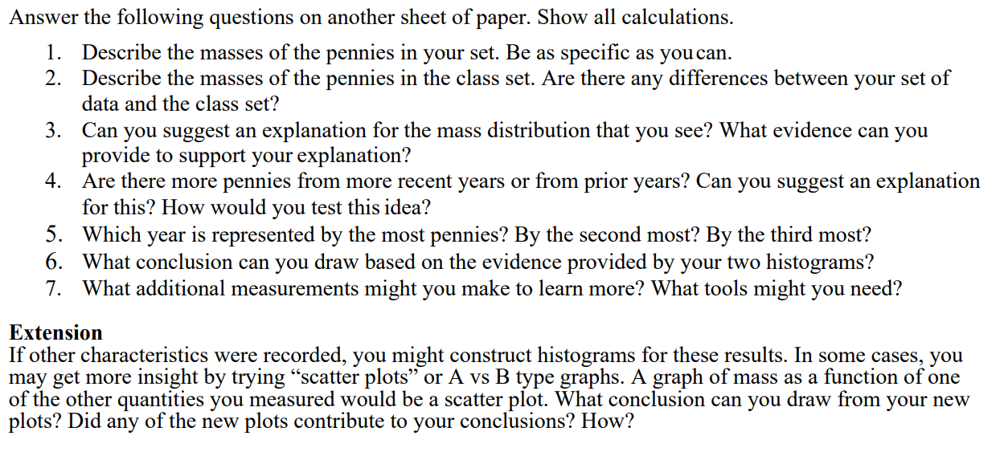 Answer the following questions on another sheet of paper. Show all calculations.
1. Describe the masses of the pennies in your set. Be as specific as you can.
2. Describe the masses of the pennies in the class set. Are there any differences between your set of
data and the class set?
3. Can you suggest an explanation for the mass distribution that you see? What evidence can you
provide to support your explanation?
4. Are there more pennies from more recent years or from prior years? Can you suggest an explanation
for this? How would you test this idea?
5. Which year is represented by the most pennies? By the second most? By the third most?
6. What conclusion can you draw based on the evidence provided by your two histograms?
7. What additional measurements might you make to learn more? What tools might you need?
Extension
If other characteristics were recorded, you might construct histograms for these results. In some cases, you
may get more insight by trying “scatter plots” or A vs B type graphs. A graph of mass as a function of one
of the other quantities you measured would be a scatter plot. What conclusion can you draw from your new
plots? Did any of the new plots contribute to your conclusions? How?